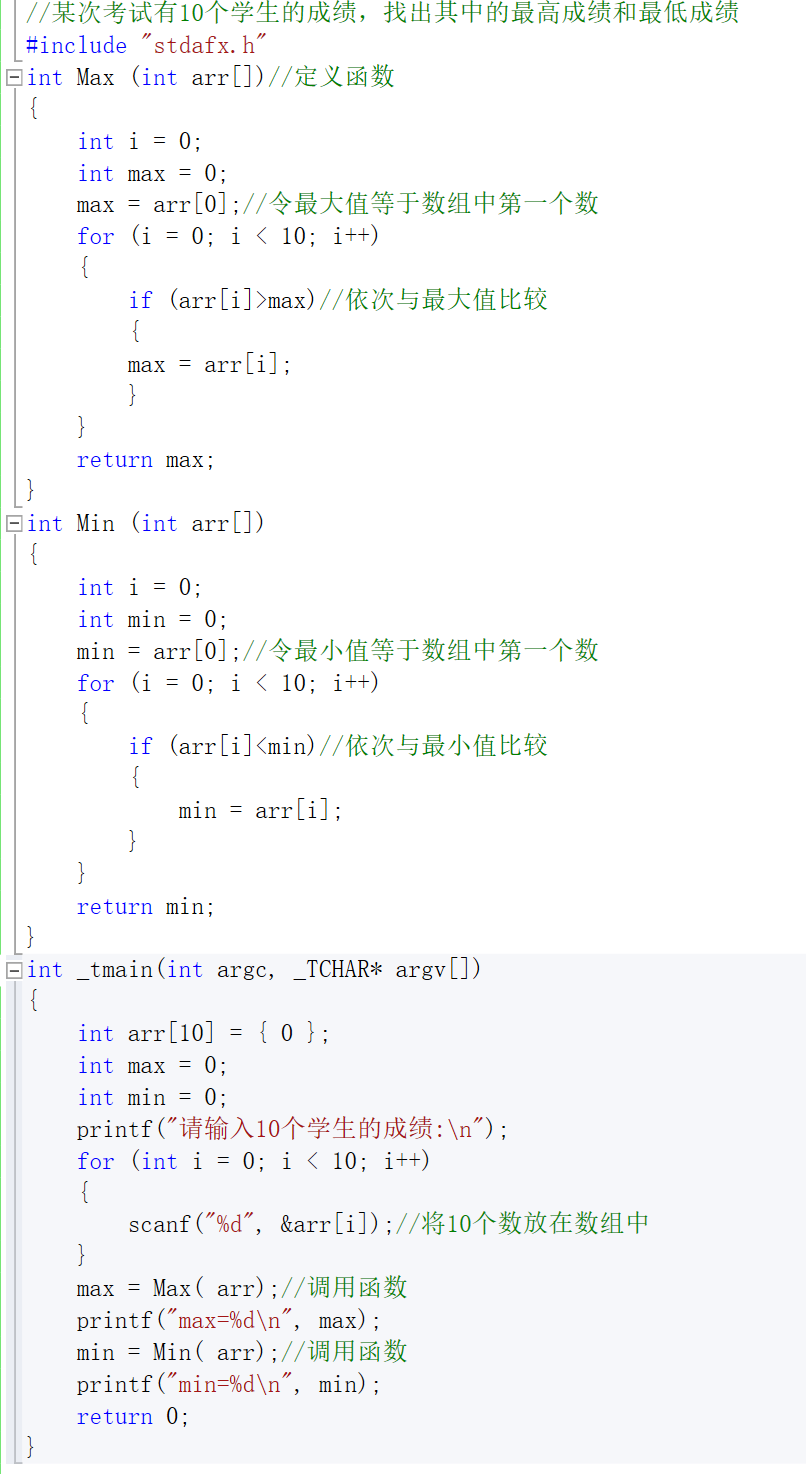 //某次考试有10个学生的成绩，找出其中的最高成绩和最低成绩
#include "stdafx.h"
int Max (int arr[])//定义函数
{
    int i = 0;
    int max = 0;
    max = arr[0];//令最大值等于数组中第一个数
    for (i = 0; i < 10; i++)
    {
        if (arr[i]>max)//依次与最大值比较
        {
        max = arr[i];
        }
    }
    return max;
}
int Min (int arr[])
{
    int i = 0;
    int min = 0;
    min = arr[0];//令最小值等于数组中第一个数
    for (i = 0; i < 10; i++)
    {
        if (arr[i]<min)//依次与最小值比较
        {
            min = arr[i];
        }
    }
    return min;
}
int _tmain(int argc, _TCHAR* argv[])
{
    int arr[10] = { 0 };
    int max = 0;
    int min = 0;
    printf("请输入10个学生的成绩:\n");
    for (int i = 0; i < 10; i++)
    {
        scanf("%d", &arr[i]);//将10个数放在数组中
    }
    max = Max( arr);//调用函数
    printf("max=%d\n", max);
    min = Min( arr);//调用函数
    printf("min=%d\n", min);
    return 0;
}